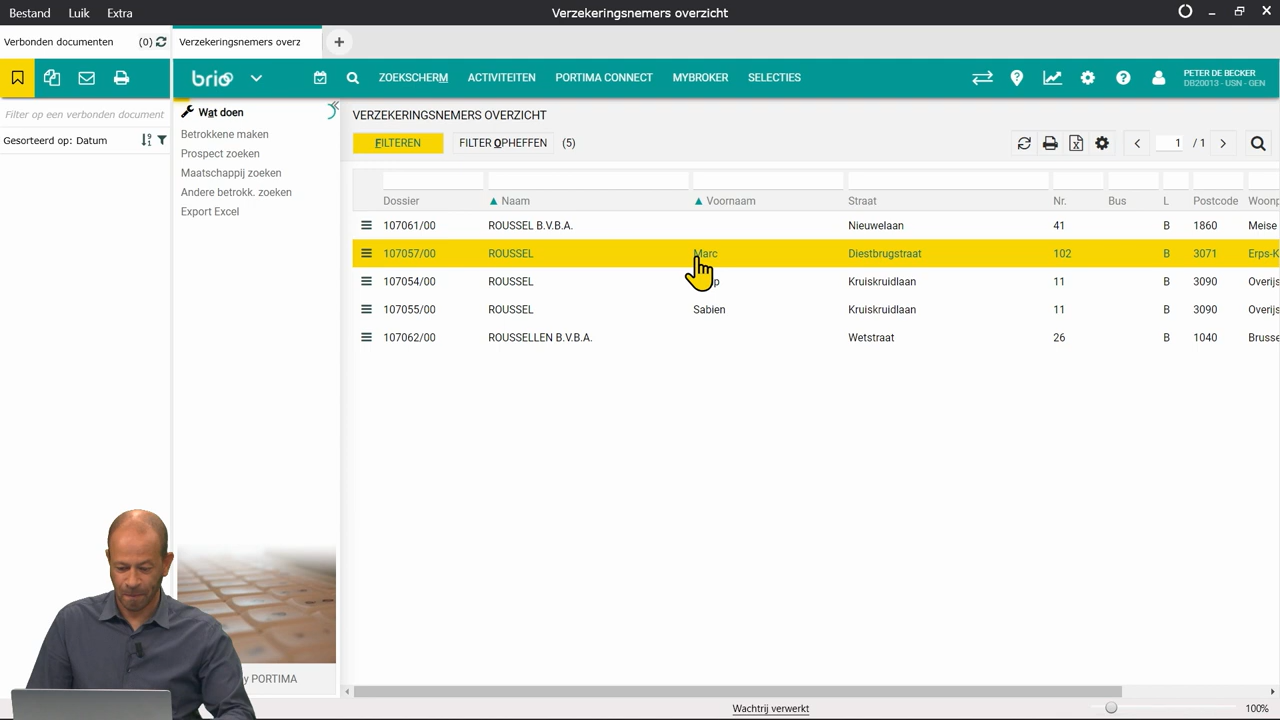 Bestand Luik Extra
Verzekeringsnemers overzicht
Verbonden documenten (0)
Verzekeringsnemers overz
brio
ZOEKSCHERM ACTIVITEITEN PORTIMA CONNECT MYBROKER SELECTIES
PETER DE BECKER
DB20013 - USN - GEN
Filter op een verbonden document
Gesorteerd op: Datum
Wat doen
Betrokkene maken
Prospect zoeken
Maatschappij zoeken
Andere betrokk. zoeken
Export Excel
VERZEKERINGSNEMERS OVERZICHT
FILTEREN FILTER OPHEFFEN (5)
1 / 1
Dossier Naam Voornaam Straat Nr. Bus L Postcode Woonp
107061/00 ROUSSEL B.V.B.A. Nieuwelaan 41 B 1860 Meise
107057/00 ROUSSEL Marc Diestbrugstraat 102 B 3071 Erps-K
107054/00 ROUSSEL Kruiskruidlaan 11 B 3090 Overijs
107055/00 ROUSSEL Sabien Kruiskruidlaan 11 B 3090 Overijs
107062/00 ROUSSELLEN B.V.B.A. Wetstraat 26 B 1040 Brusse
y PORTIMA
Wachtrij verwerkt
100%